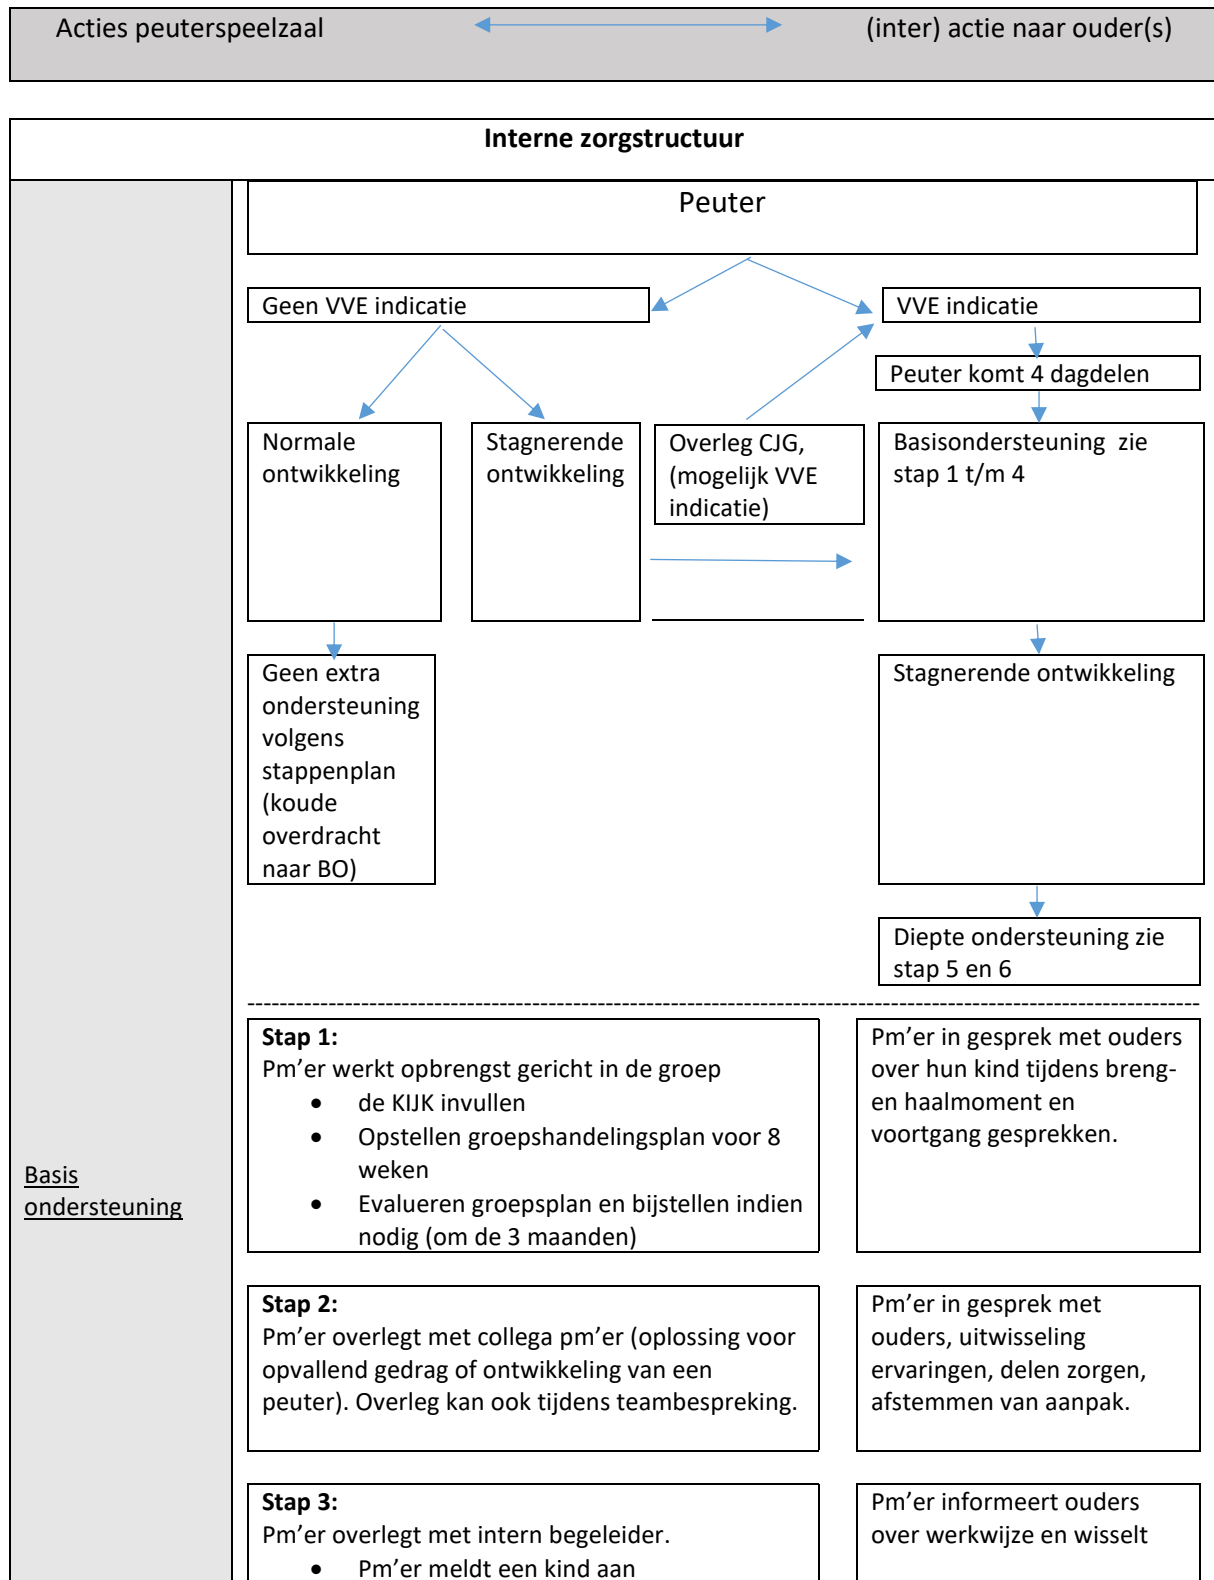 Acties peuterspeelzaal
(inter) actie naar ouder(s)
Interne zorgstructuur
Peuter
Geen VVE indicatie
VVE indicatie
Peuter komt 4 dagdelen
Normale
ontwikkeling
Stagnerende
ontwikkeling
Overleg CJG,
(mogelijk VVE
indicatie)
Basisondersteuning zie
stap 1 t/m 4
Geen extra
ondersteuning
volgens
stappenplan
(koude
overdracht
naar BO)
Stagnerende ontwikkeling
Diepte ondersteuning zie
stap 5 en 6
Basis
ondersteuning
Stap 1:
Pm’er werkt opbrengst gericht in de groep
• de KIJK invullen
• Opstellen groepshandelingsplan voor 8
weken
• Evalueren groepsplan en bijstellen indien
nodig (om de 3 maanden)
Pm’er in gesprek met ouders
over hun kind tijdens breng-
en haalmoment en
voortgang gesprekken.
Stap 2:
Pm’er overlegt met collega pm’er (oplossing voor
opvallend gedrag of ontwikkeling van een
peuter). Overleg kan ook tijdens teambespreking.
Pm’er in gesprek met
ouders, uitwisseling
ervaringen, delen zorgen,
afstemmen van aanpak.
Stap 3:
Pm’er overlegt met intern begeleider.
• Pm’er meldt een kind aan
Pm’er informeert ouders
over werkwijze en wisselt